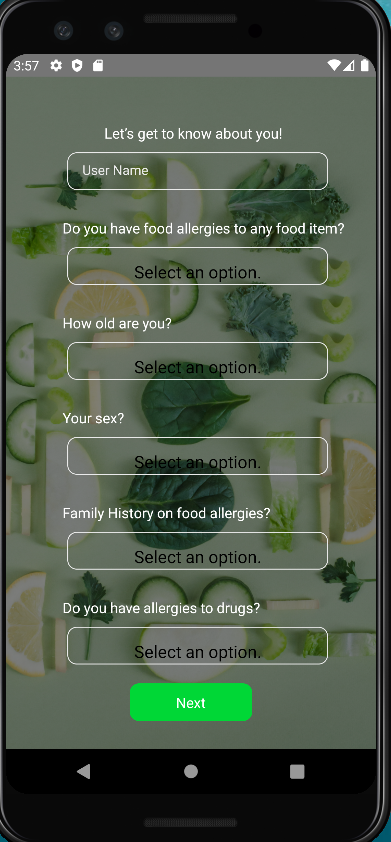 3:57
Let's get to know about you!
User Name
Do you have food allergies to any food item?
Select an option.
How old are you?
Select an option.
Your sex?
Select an option.
Family History on food allergies?
Select an option.
Do you have allergies to drugs?
Select an option.
Next